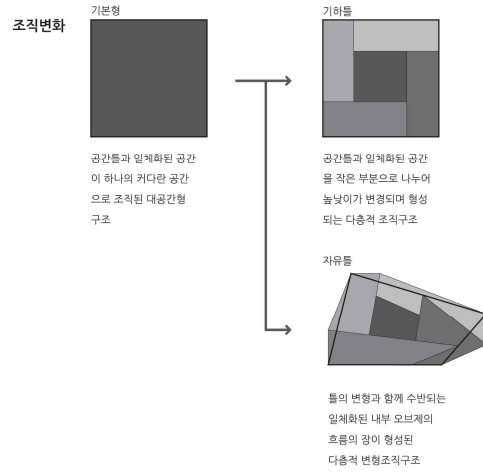 조직변화
기본형
공간틀과 일체화된 공간
이 하나의 커다란 공간
으로 조직된 대공간형
구조
기하틀
공간틀과 일체화된 공간
을 작은 부분으로 나누어
높낮이가 변경되며 형성
되는 다층적 조직구조
자유틀
틀의 변형과 함께 수반되는
일체화된 내부 오브제의
흐름의 장이 형성된
다층적 변형조직구조